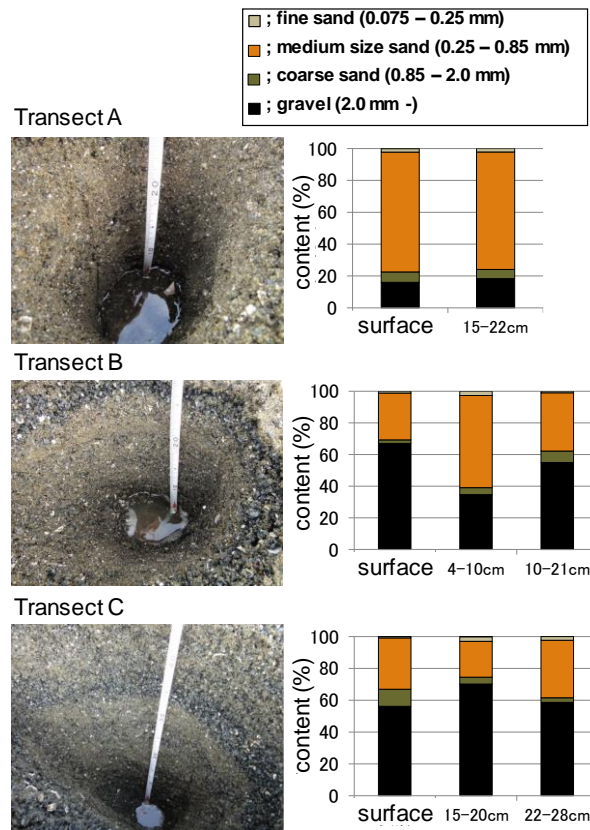 ; fine sand (0.075 – 0.25 mm)
; medium size sand (0.25 – 0.85 mm)
; coarse sand (0.85 – 2.0 mm)
; gravel (2.0 mm -)
Transect A
content (%)
100
80
60
40
20
0
surface 15-22cm
Transect B
content (%)
100
80
60
40
20
0
surface 4-10cm 10-21cm
Transect C
content (%)
100
80
60
40
20
0
surface 15-20cm 22-28cm